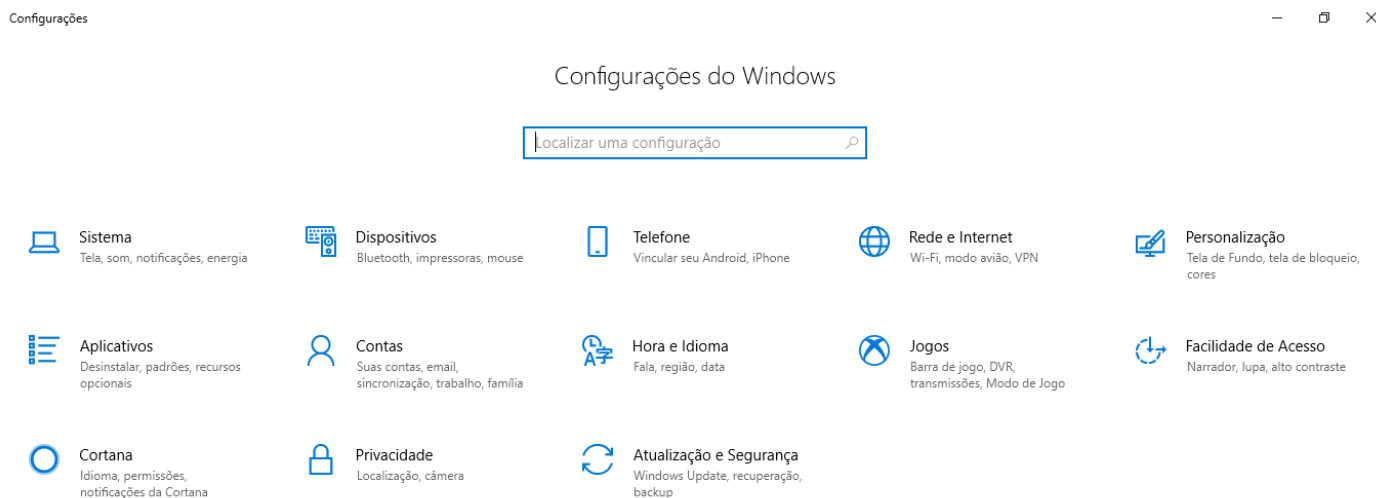 Configurações
Configurações do Windows
Localizar uma configuração
Sistema
Tela, som, notificações, energia
Dispositivos
Bluetooth, impressoras, mouse
Telefone
Vincular seu Android, iPhone
Rede e Internet
Wi-Fi, modo avião, VPN
Personalização
Tela de Fundo, tela de bloqueio,
cores
Aplicativos
Desinstalar, padrões, recursos
opcionais
Contas
Suas contas, email,
sincronização, trabalho, família
Hora e Idioma
Fala, região, data
Jogos
Barra de jogo, DVR,
transmissões, Modo de Jogo
Facilidade de Acesso
Narrador, lupa, alto contraste
Cortana
Idioma, permissões,
notificações da Cortana
Privacidade
Localização, câmera
Atualização e Segurança
Windows Update, recuperação,
backup